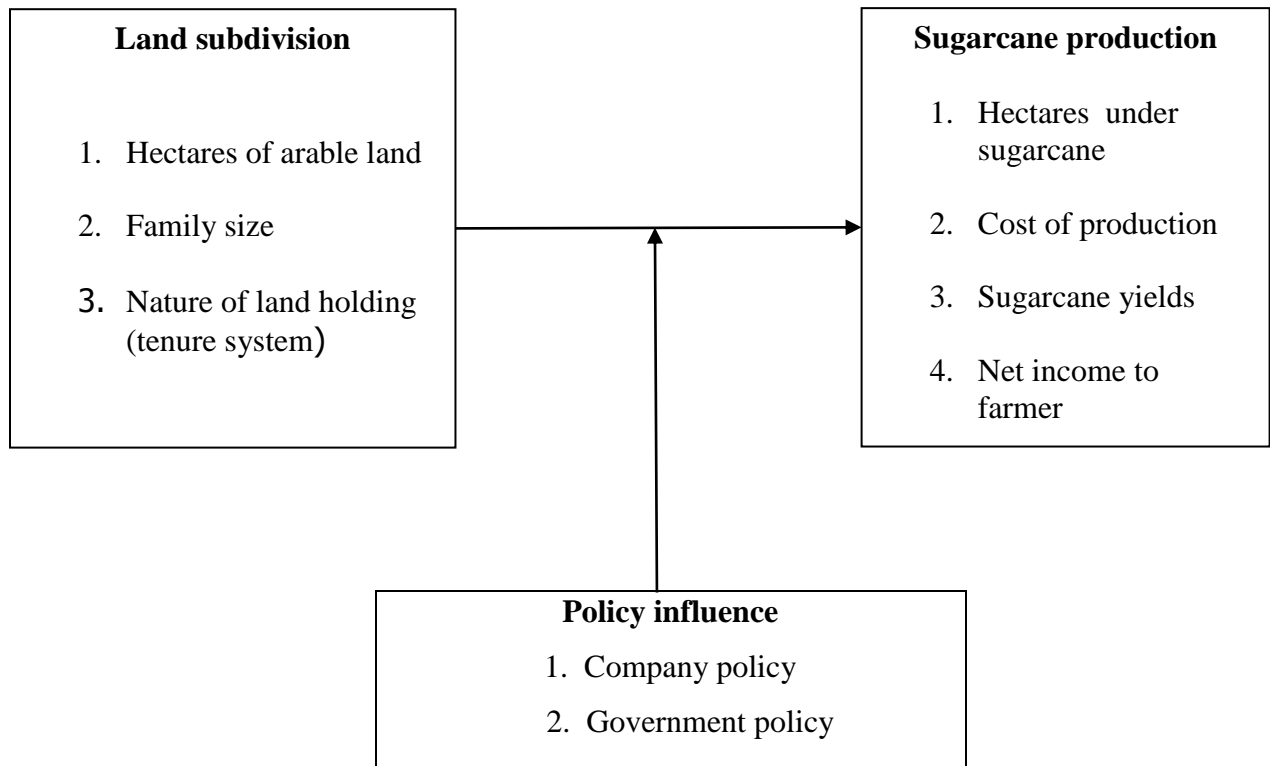 Land subdivision
1. Hectares of arable land
2. Family size
3. Nature of land holding
(tenure system)
Sugarcane production
1. Hectares under
sugarcane
2. Cost of production
3. Sugarcane yields
4. Net income to
farmer
Policy influence
1. Company policy
2. Government policy